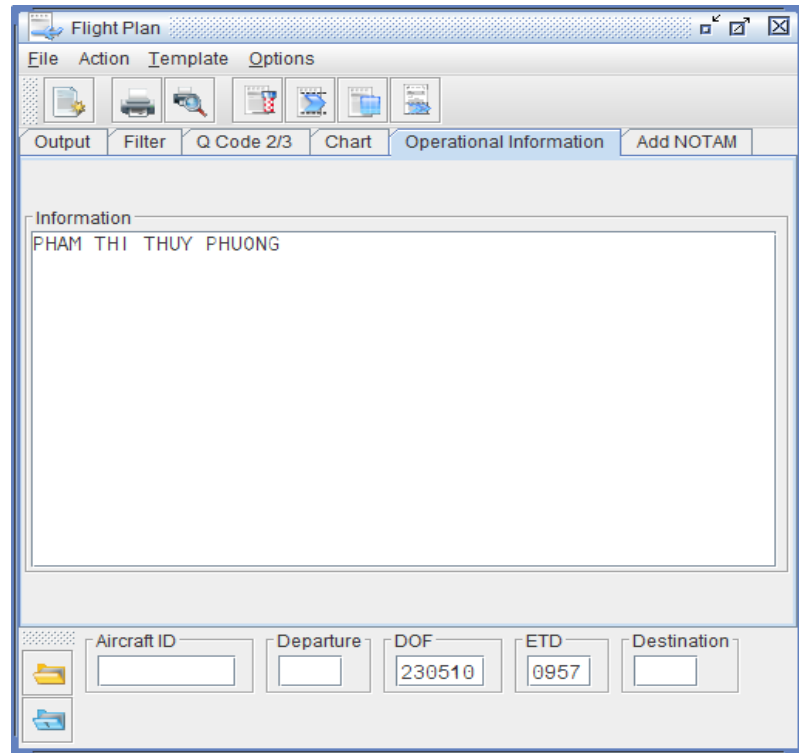 Flight Plan
File Action Template Options
Output Filter Q Code 2/3 Chart Operational Information Add NOTAM
Information
PHAM THI THUY PHUONG
Aircraft ID Departure DOF ETD Destination
230510 0957